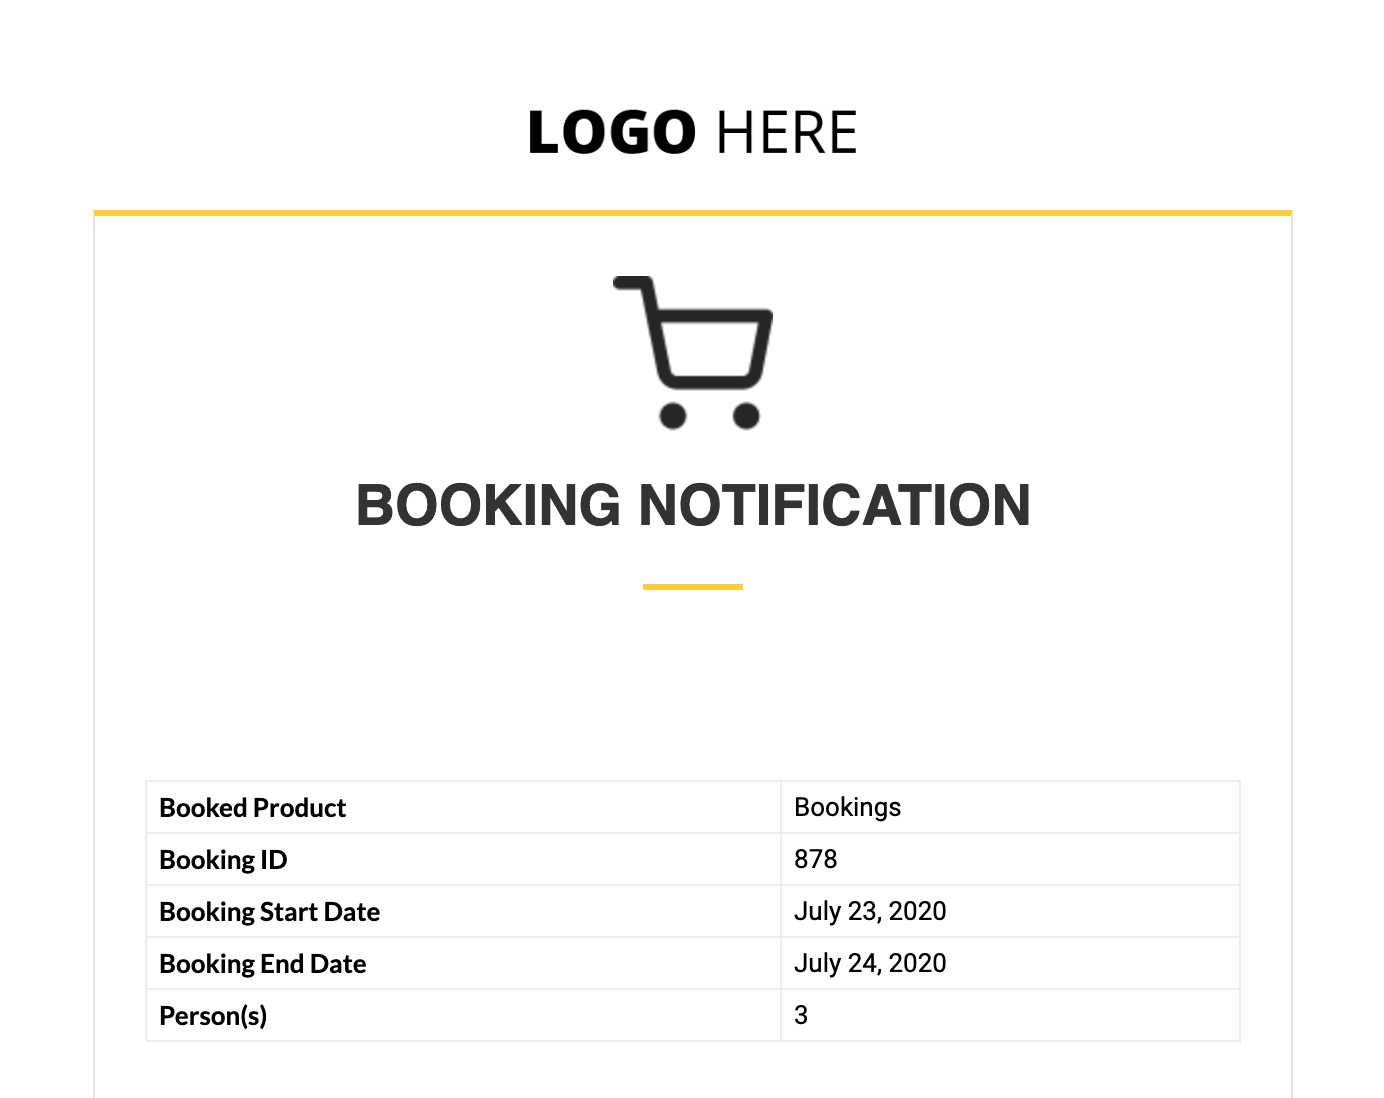 LOGO HERE
BOOKING NOTIFICATION
Booked Product Bookings
Booking ID 878
Booking Start Date July 23, 2020
Booking End Date July 24, 2020
Person(s) 3